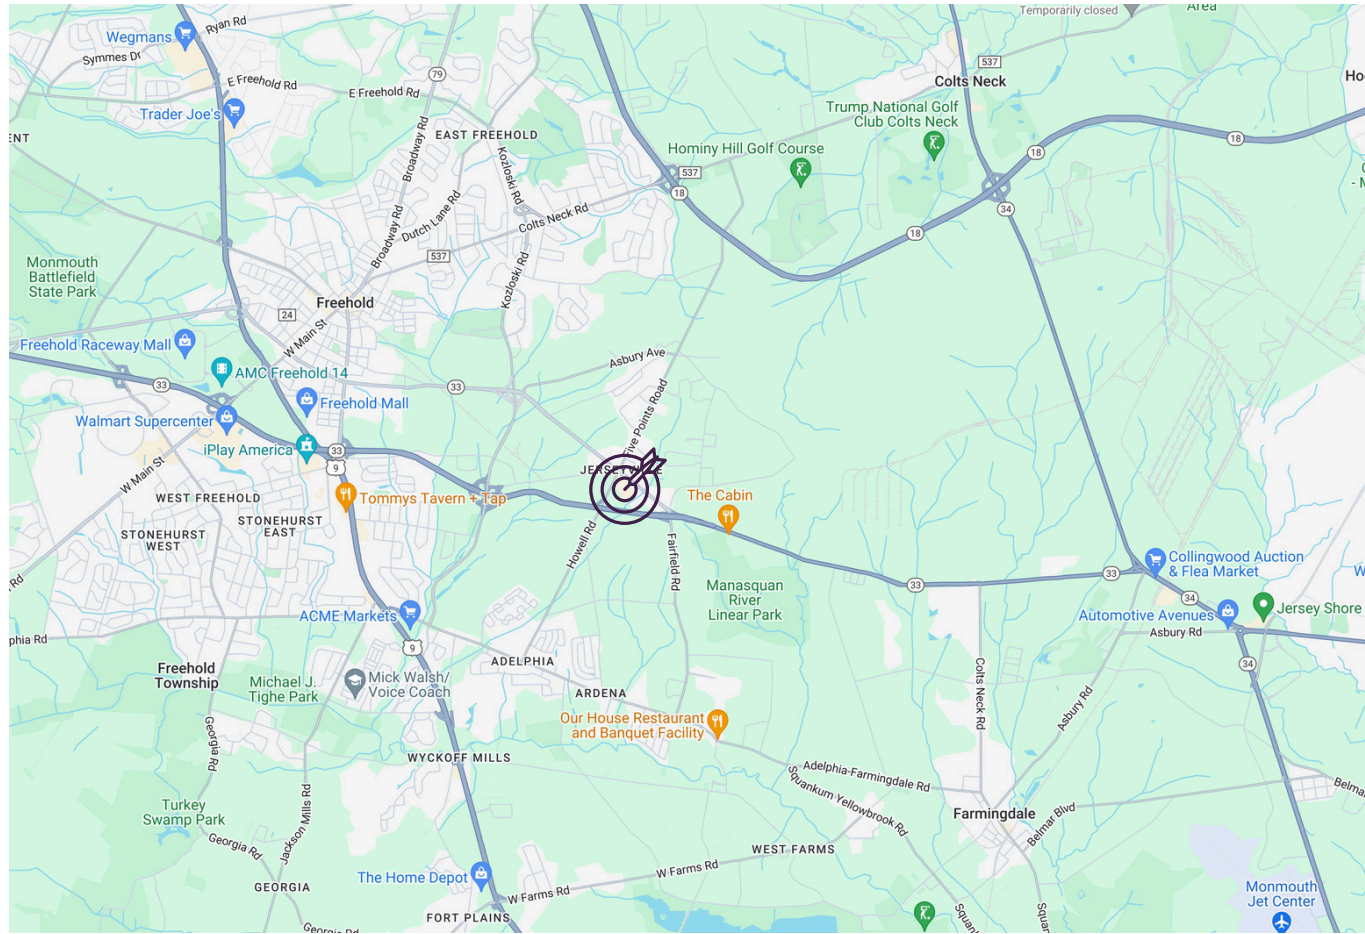 Temporarily closed
Area
Ryan Rd
Wegmans
Symmes Dr
537
79
Colts Neck
Ho
E Freehold Rd
E Freehold Rd
Trader Joe's
Trump National Golf
Club Colts Neck
EAST FREEHOLD
ENT
Broadway Rd
Kozloski Rd
Hominy Hill Golf Course
18
18
537
18
C
- M
Dutch Lane Rd
Colts Neck Rd
34
Broadway Rd
18
537
Monmouth
Battlefield
State Park
Kozloski Rd
Freehold
24
W Main St
Freehold Raceway Mall
Asbury Ave
AMC Freehold 14
33
33
Freehold Mall
Five Points Road
Walmart Supercenter
iPlay America
33
9
W Main St
WEST FREEHOLD
Tommys Tavern + Tap
The Cabin
STONEHURST
EAST
STONEHURST
WEST
Howell Rd
Fairfield Rd
Collingwood Auction
& Flea Market
W
Rd
33
33
Manasquan
River
Linear Park
34
ACME Markets
Automotive Avenues
Jersey Shore
phia Rd
9
Asbury Rd
ADELPHIA
34
Freehold
Township
Mick Walsh/
Voice Coach
Michael J.
Tighe Park
ARDENA
Colts Neck Rd
Asbury Rd
Our House Restaurant
and Banquet Facility
Georgia Rd
WYCKOFF MILLS
Adelphia-Farmingdale Rd
Squankum Yellowbrook Rd
Belma
Turkey
Swamp Park
Jackson Mills Rd
Farmingdale
Belmar Blvd
Georgia Rd
WEST FARMS
W Farms Rd
The Home Depot
GEORGIA
W Farms Rd
Monmouth
Jet Center
FORT PLAINS
Georgia Rd
Squan
Squan